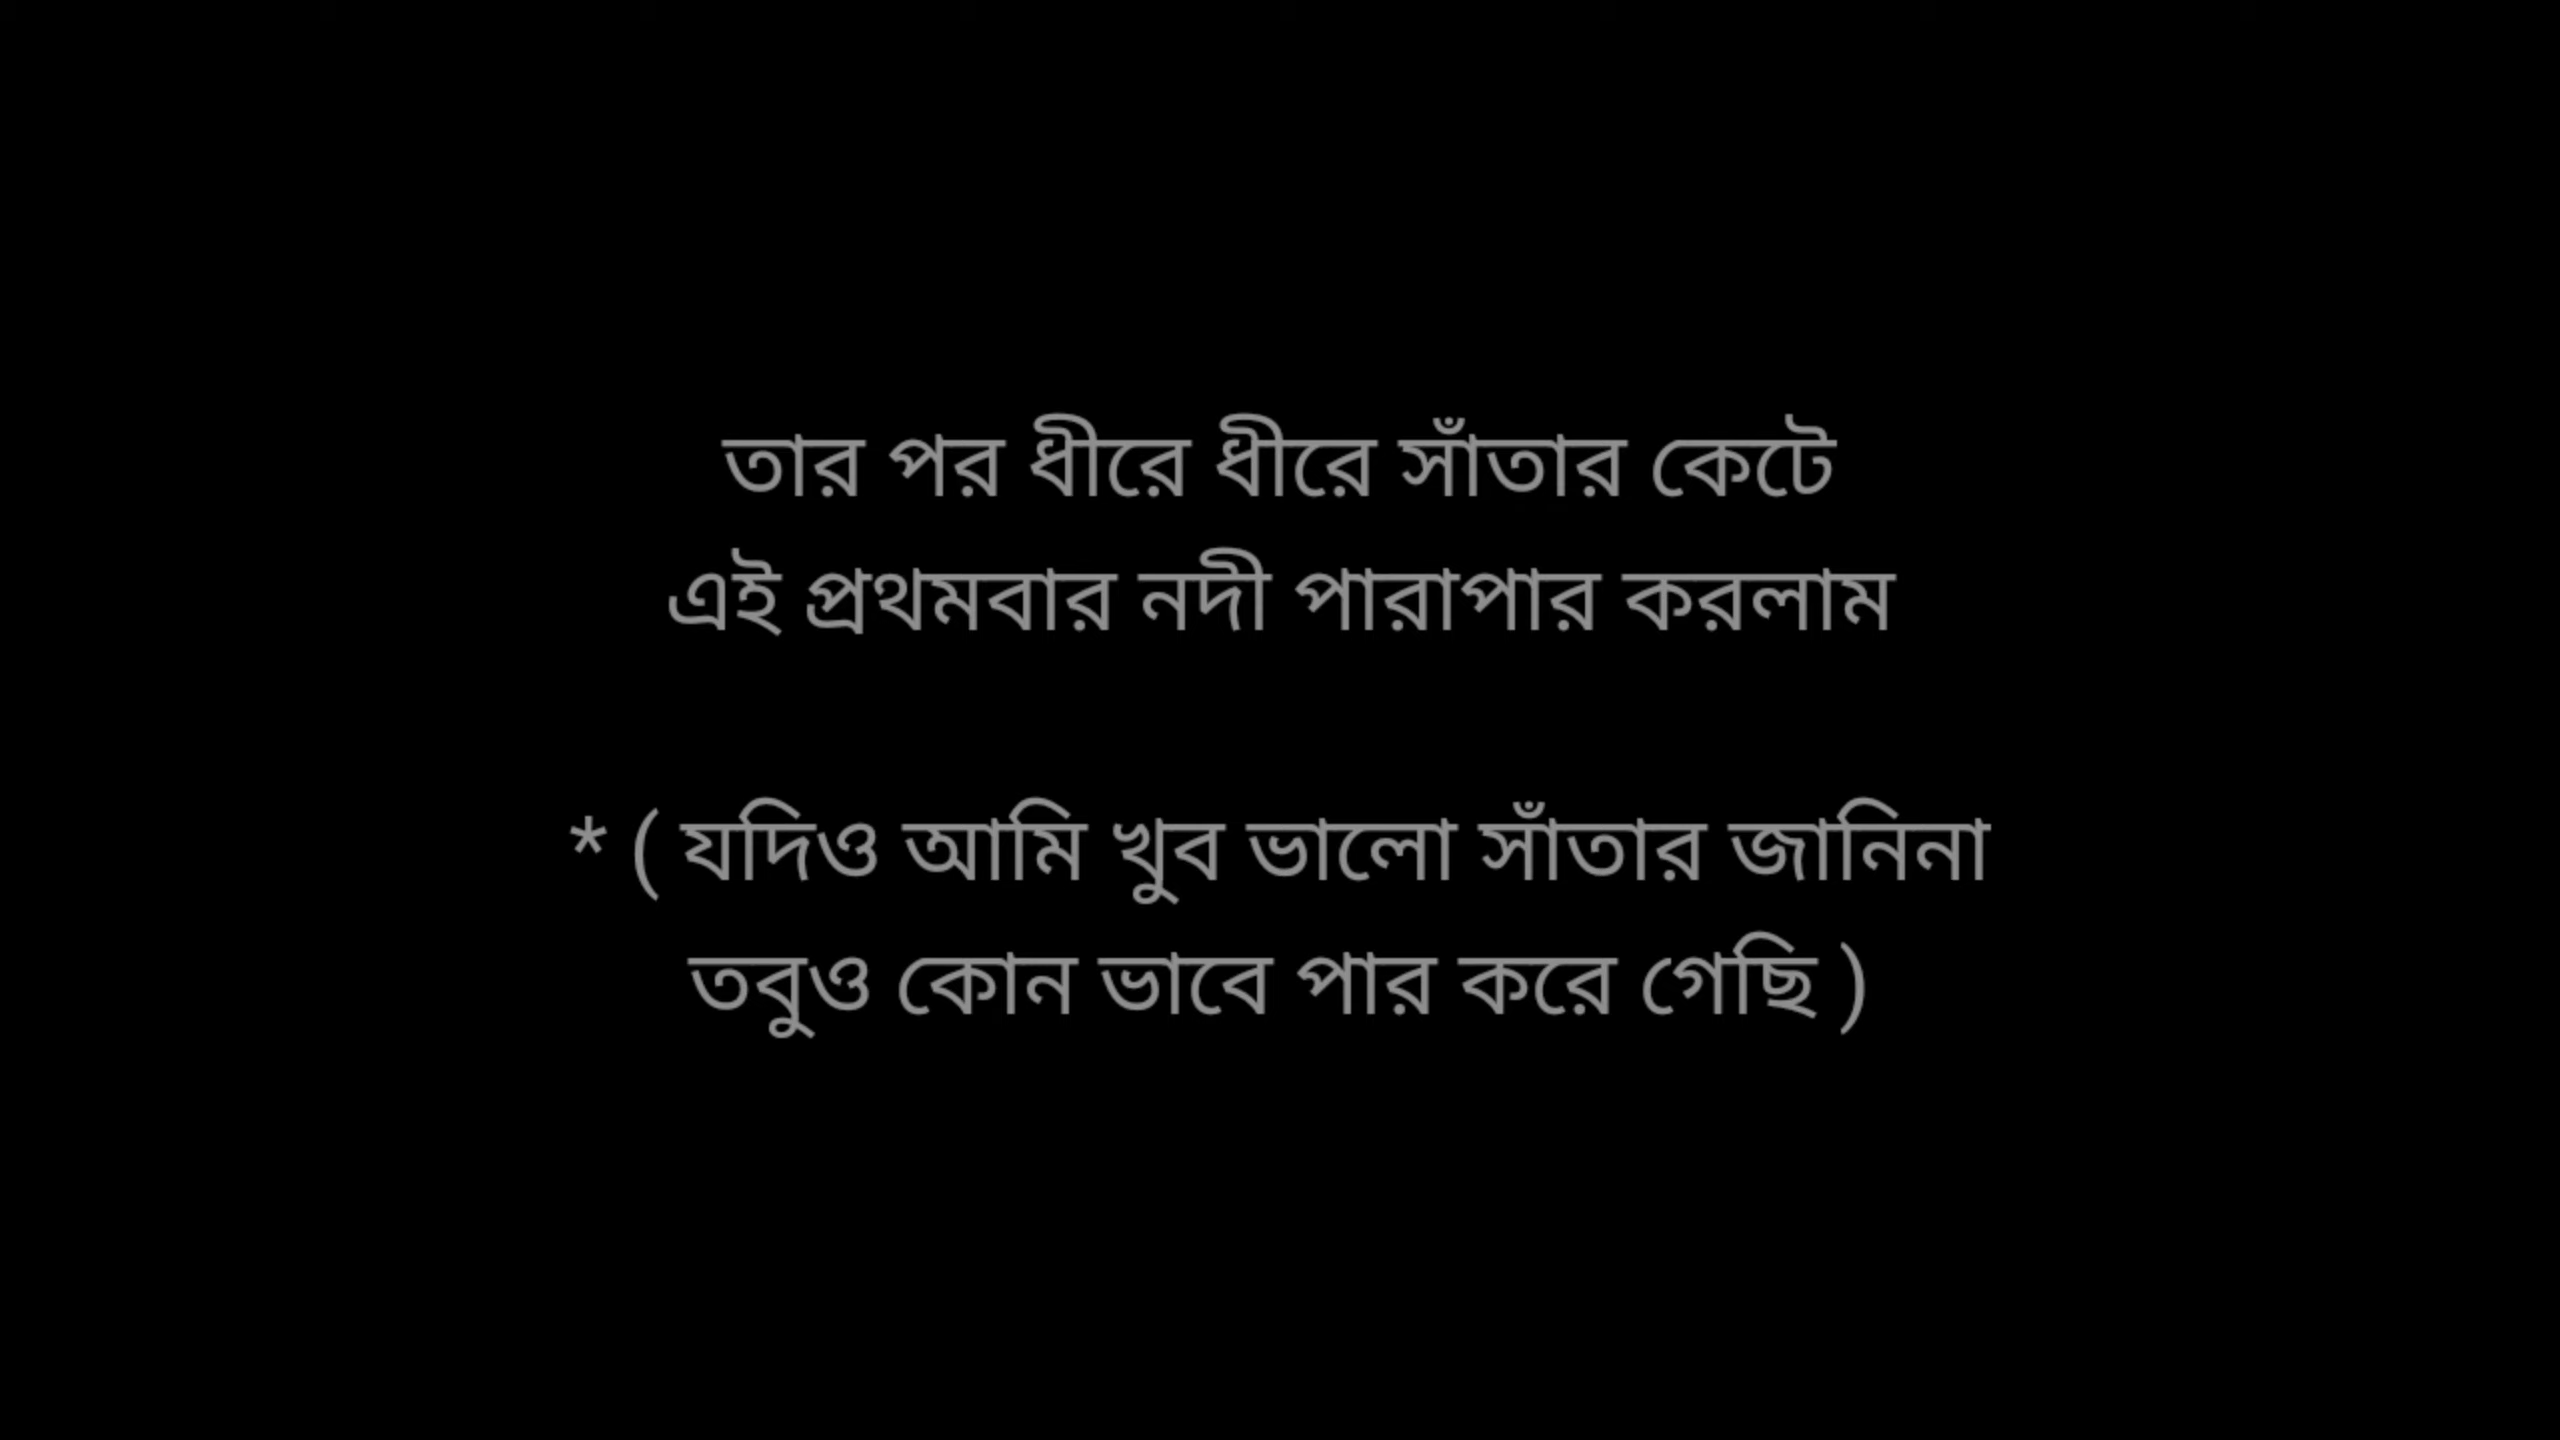 তার পর ধীরে ধীরে সাঁতার কেটে
এই প্রথমবার নদী পারাপার করলাম
* ( যদিও আমি খুব ভালো সাঁতার জানিনা
তবুও কোন ভাবে পার করে গেছি )